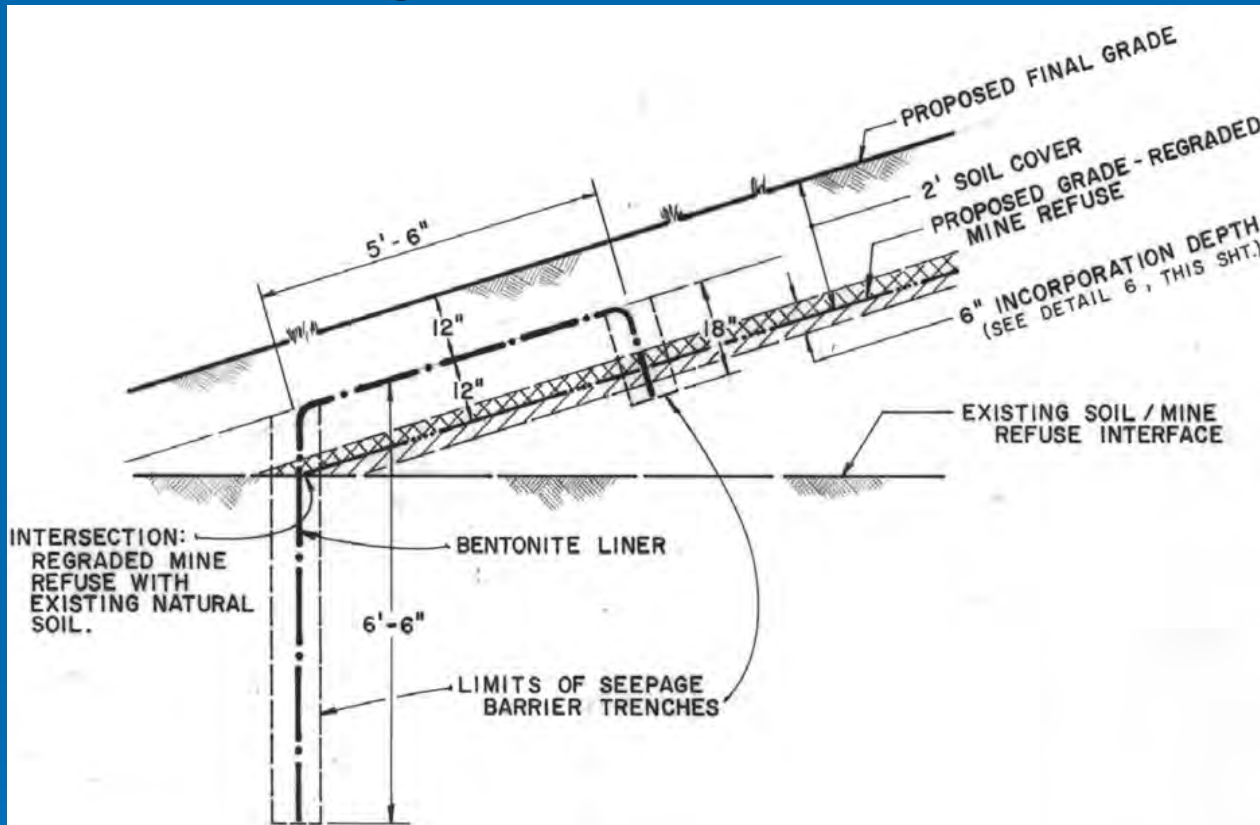 PROPOSED FINAL GRADE
2' SOIL COVER
PROPOSED GRADE-REGRADED
MINE REFUSE
6" INCORPORATION DEPTH
(SEE DETAIL 6, THIS SHT.)
5'-6"
12"
12"
18"
EXISTING SOIL/MINE
REFUSE INTERFACE
INTERSECTION:
REGRADED MINE
REFUSE WITH
EXISTING NATURAL
SOIL.
BENTONITE LINER
6'-6"
LIMITS OF SEEPAGE
BARRIER TRENCHES